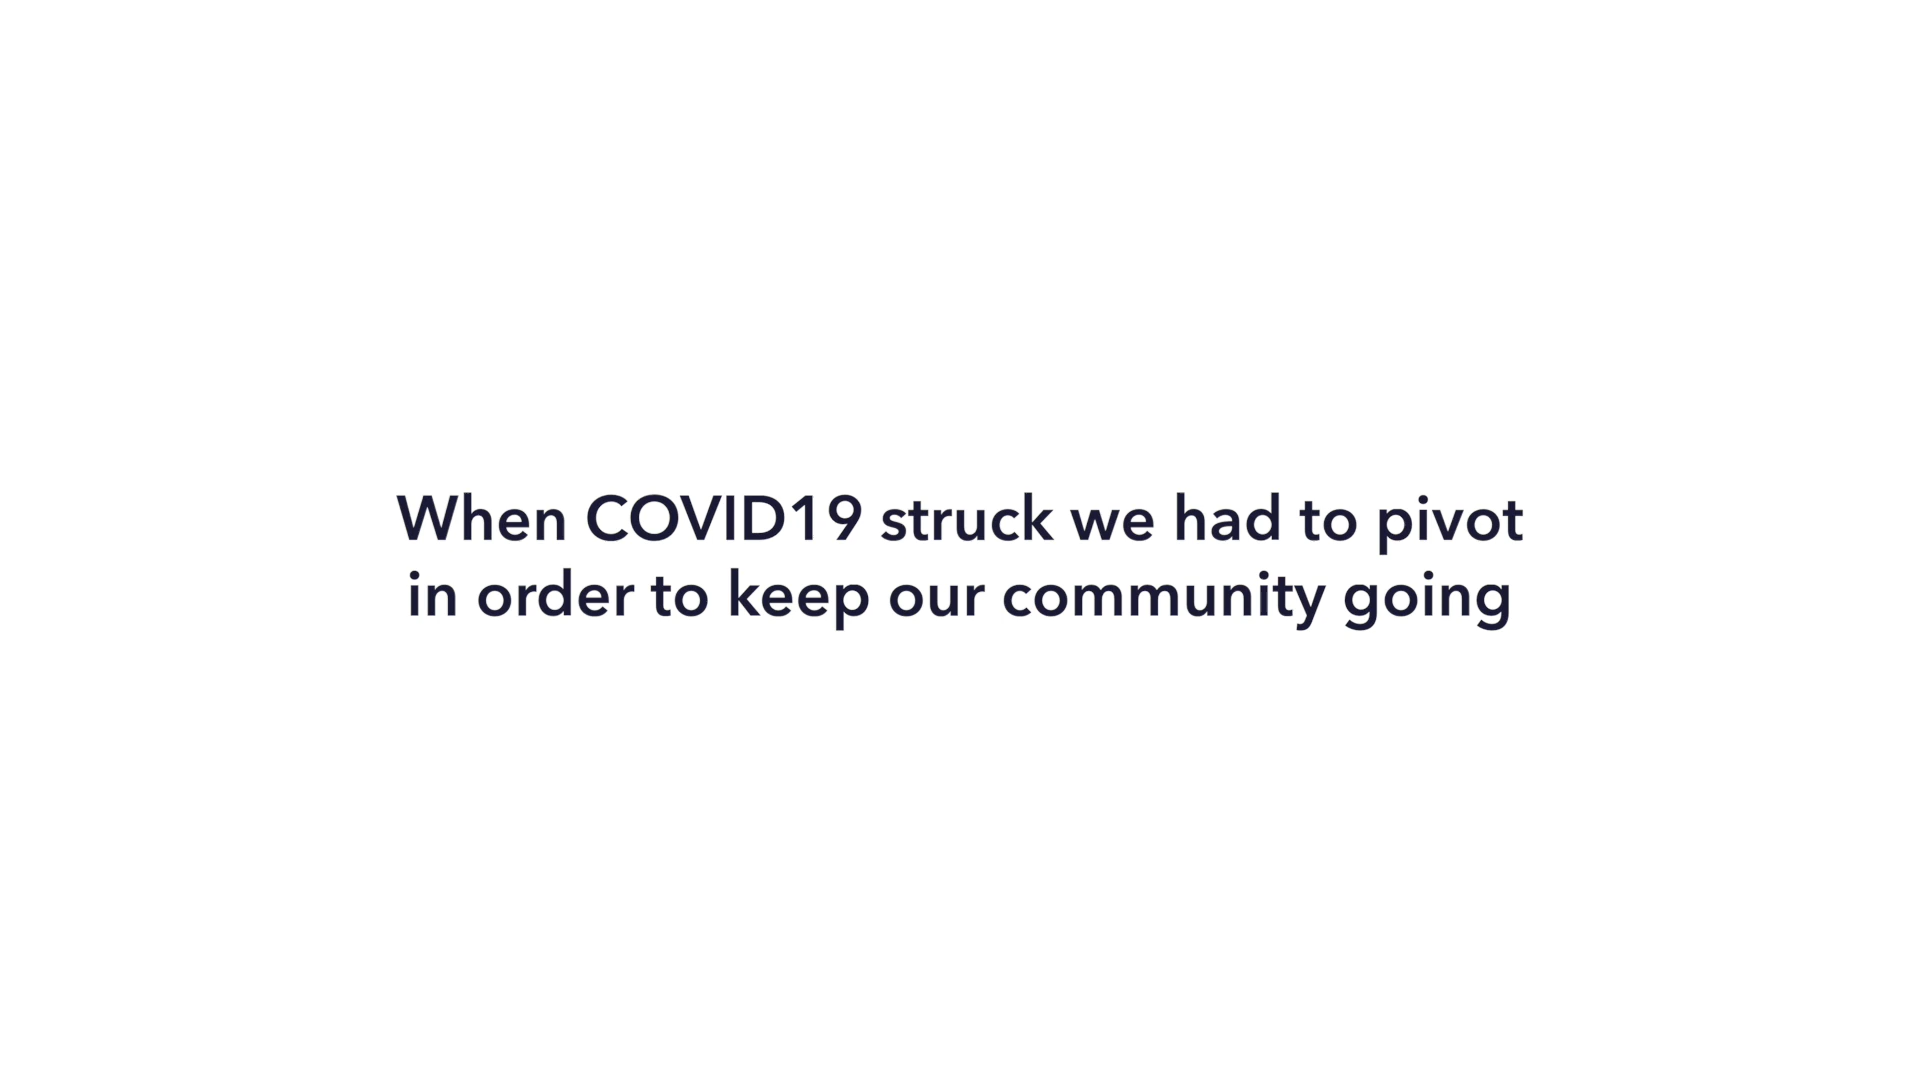 When COVID19 struck we had to pivot
in order to keep our community going